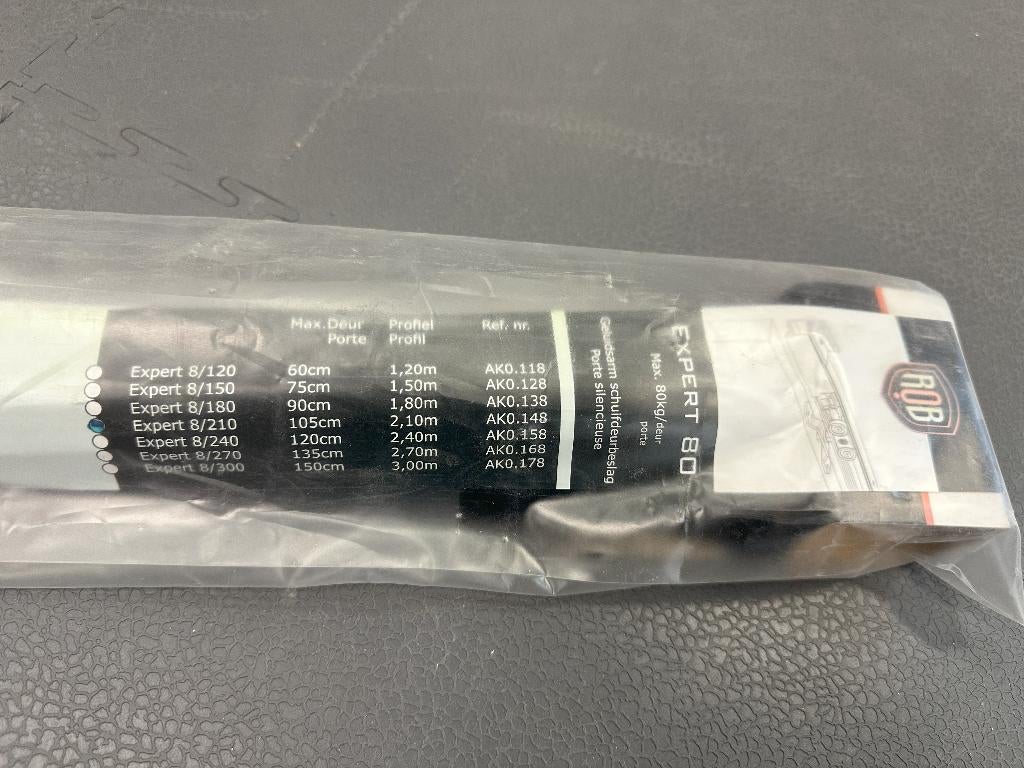 Max. Deur Profiel Ref. nr.
Porte Profil
Expert 8/120 60cm 1,20m AK0.118
Expert 8/150 75cm 1,50m AK0.128
Expert 8/180 90cm 1,80m AK0.138
Expert 8/210 105cm 2,10m AK0.148
Expert 8/240 120cm 2,40m AK0.158
Expert 8/270 135cm 2,70m AK0.168
Expert 8/300 150cm 3,00m AK0.178
EXPERT 80
Max. 80kg/deur
porte
Geluidsarm schuifdeurbeslag
Porte silencieuse
ROB